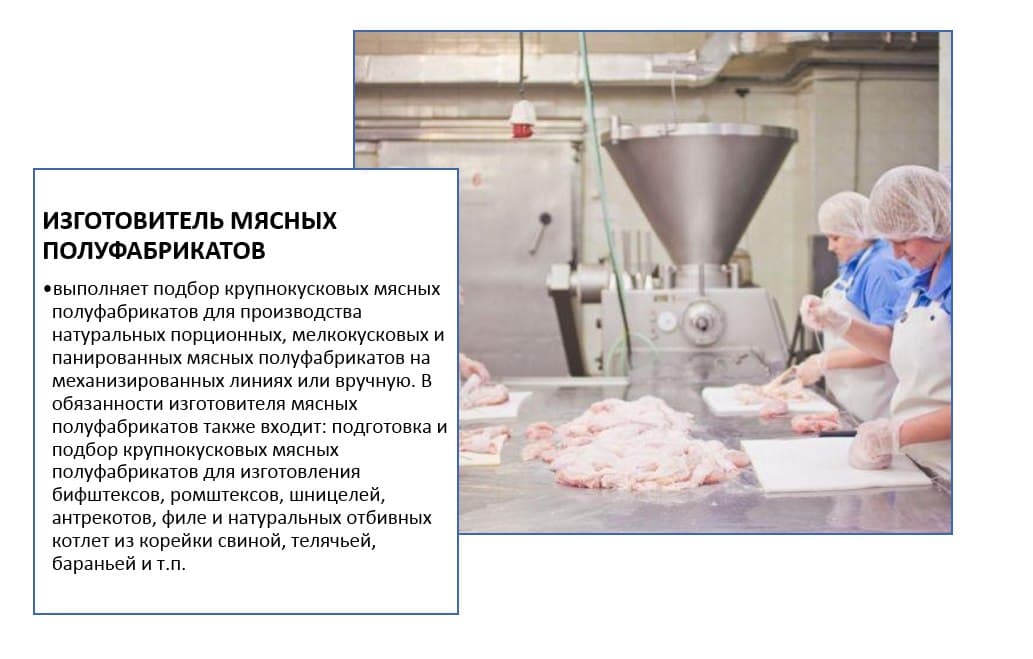 ИЗГОТОВИТЕЛЬ МЯСНЫХ
ПОЛУФАБРИКАТОВ
•выполняет подбор крупнокусковых мясных
полуфабрикатов для производства
натуральных порционных, мелкокусковых и
панированных мясных полуфабрикатов на
механизированных линиях или вручную. В
обязанности изготовителя мясных
полуфабрикатов также входит: подготовка и
подбор крупнокусковых мясных
полуфабрикатов для изготовления
бифштексов, ромштексов, шницелей,
антрекотов, филе и натуральных отбивных
котлет из корейки свиной, телячьей,
бараньей и т.п.